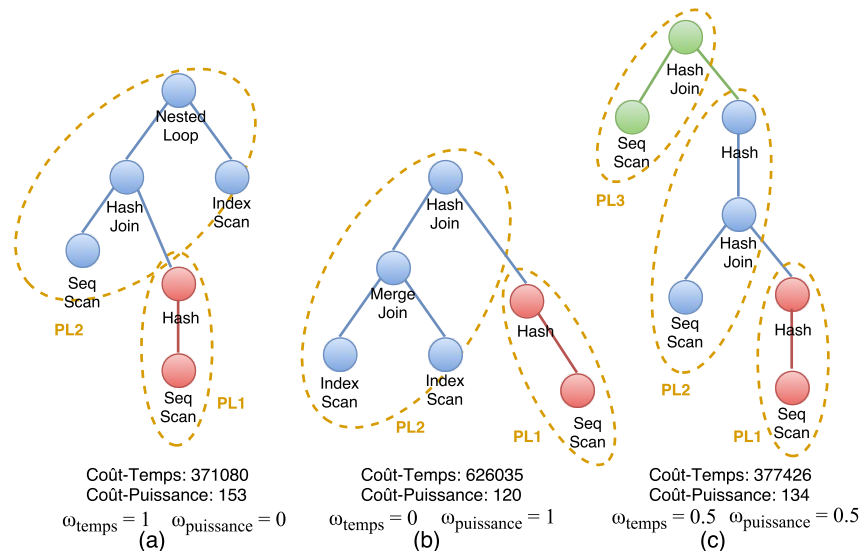 Nested
Loop
Hash
Join
Index
Scan
Seq
Scan
PL2
Hash
Seq
Scan
PL1
Coût-Temps: 371080
Coût-Puissance: 153
ωtemps = 1 ωpuissance = 0
(a)
Hash
Join
Merge
Join
Hash
Index
Scan
Index
Scan
Seq
Scan
PL2
PL1
Coût-Temps: 626035
Coût-Puissance: 120
ωtemps = 0 ωpuissance = 1
(b)
Hash
Join
Seq
Scan
Hash
PL3
Hash
Join
Seq
Scan
Hash
PL2
Seq
Scan
PL1
Coût-Temps: 377426
Coût-Puissance: 134
ωtemps = 0.5 ωpuissance = 0.5
(c)